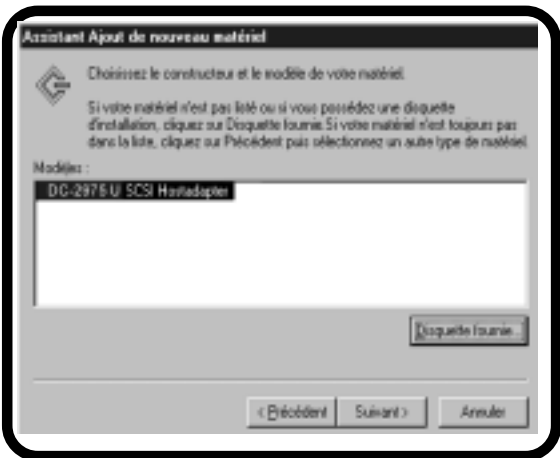 Assistant Ajout de nouveau matériel
Choisissez le constructeur et le modèle de votre matériel.
Si votre matériel n'est pas listé ou si vous possédez une disquette
d'installation, cliquez sur Disquette fournie. Si votre matériel n'est toujours pas
dans la liste, cliquez sur Précédent puis sélectionnez un autre type de matériel.
Modèles :
DC-2975 U SCSI Hostadapter
Disquette fournie...
< Précédent
Suivant >
Annuler